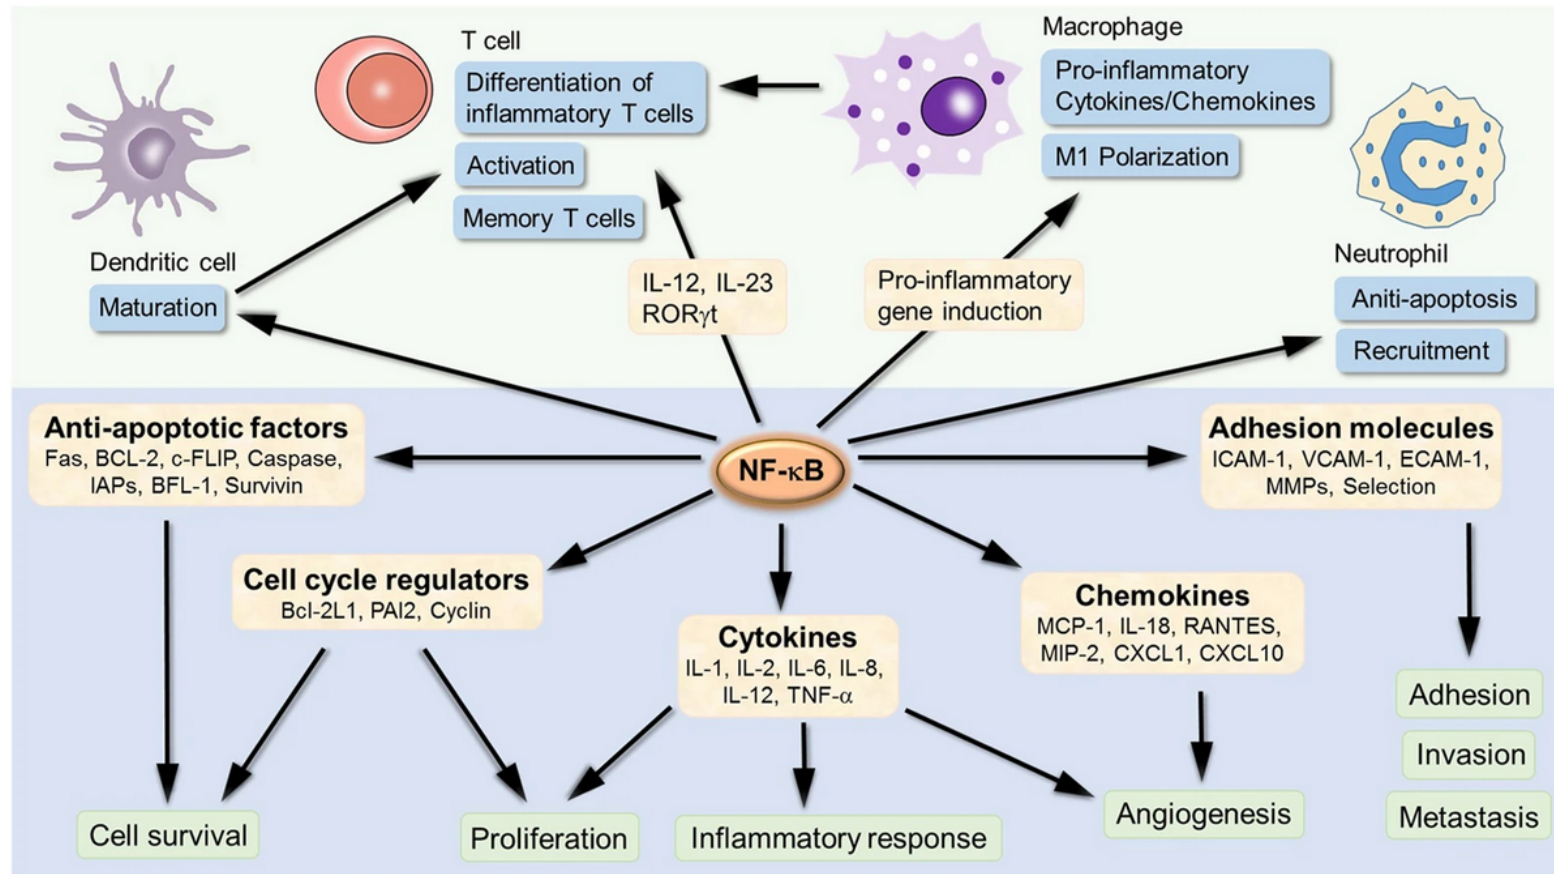 T cell
Differentiation of
inflammatory T cells
Activation
Memory T cells
Macrophage
Pro-inflammatory
Cytokines/Chemokines
M1 Polarization
Dendritic cell
Maturation
IL-12, IL-23
RORγt
Pro-inflammatory
gene induction
Neutrophil
Aniti-apoptosis
Recruitment
NF-κB
Anti-apoptotic factors
Fas, BCL-2, c-FLIP, Caspase,
IAPs, BFL-1, Survivin
Adhesion molecules
ICAM-1, VCAM-1, ECAM-1,
MMPs, Selection
Cell cycle regulators
Bcl-2L1, PAI2, Cyclin
Cytokines
IL-1, IL-2, IL-6, IL-8,
IL-12, TNF-α
Chemokines
MCP-1, IL-18, RANTES,
MIP-2, CXCL1, CXCL10
Cell survival
Proliferation
Inflammatory response
Angiogenesis
Adhesion
Invasion
Metastasis